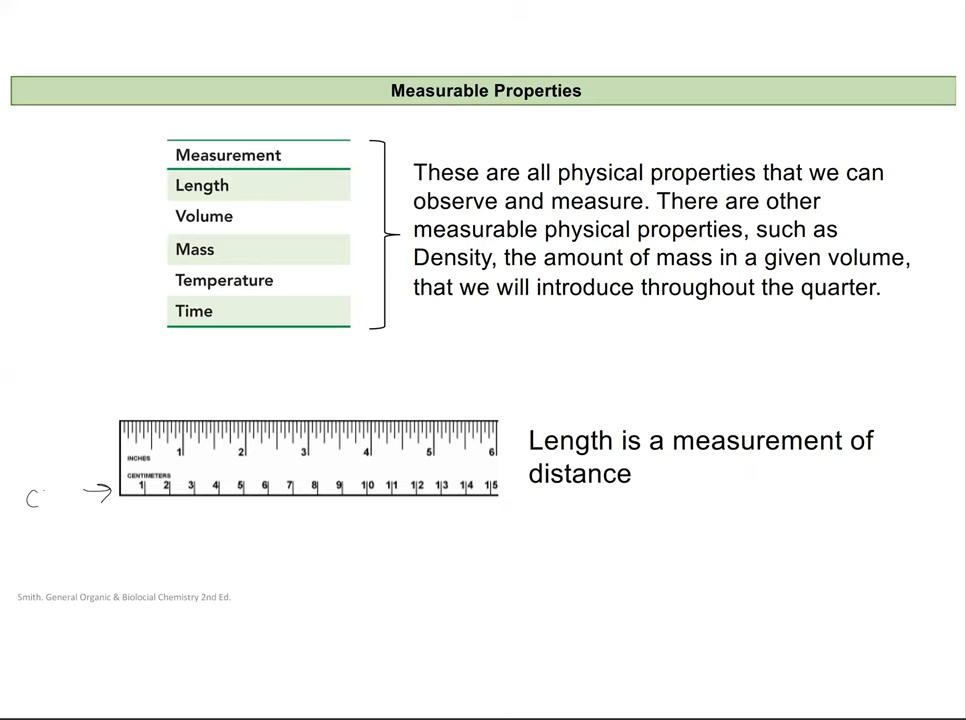 Measurable Properties
Measurement
Length
Volume
Mass
Temperature
Time
These are all physical properties that we can
observe and measure. There are other
measurable physical properties, such as
Density, the amount of mass in a given volume,
that we will introduce throughout the quarter.
1 2 3 4 5 6
INCHES
CENTIMETERS
1 2 3 4 5 6 7 8 9 10 11 12 13 14 15
Length is a measurement of
distance
C
Smith. General Organic & Biolocial Chemistry 2nd Ed.